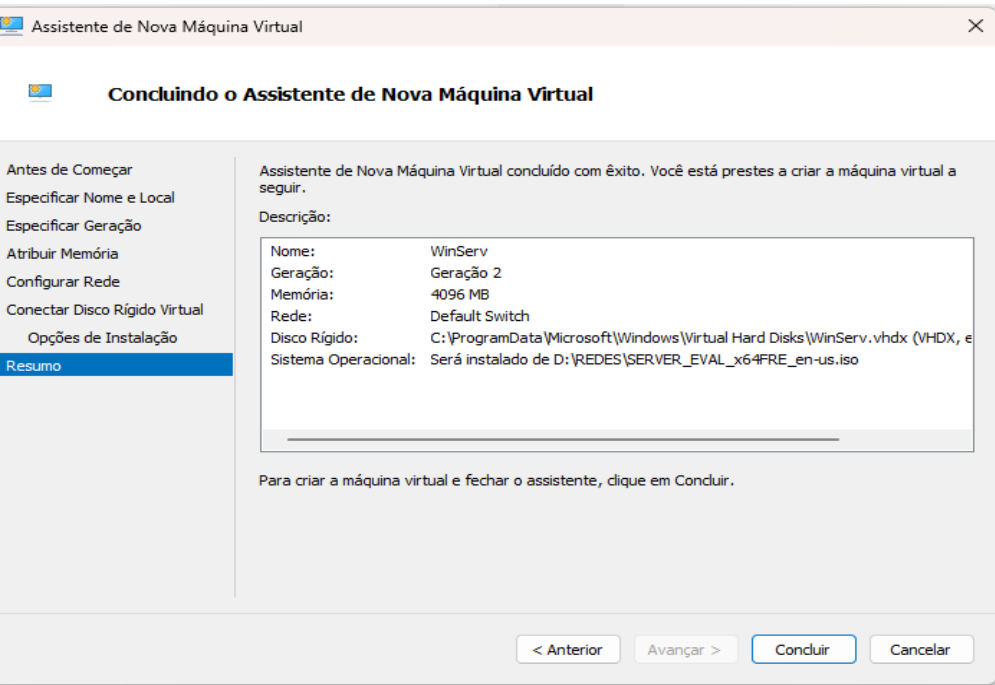 Assistente de Nova Máquina Virtual
Concluindo o Assistente de Nova Máquina Virtual
Antes de Começar
Especificar Nome e Local
Especificar Geração
Atribuir Memória
Configurar Rede
Conectar Disco Rígido Virtual
Opções de Instalação
Resumo
Assistente de Nova Máquina Virtual concluído com êxito. Você está prestes a criar a máquina virtual a
seguir.
Descrição:
Nome: WinServ
Geração: Geração 2
Memória: 4096 MB
Rede: Default Switch
Disco Rígido: C:\ProgramData\Microsoft\Windows\Virtual Hard Disks\WinServ.vhdx (VHDX, e
Sistema Operacional: Será instalado de D:\REDES\SERVER_EVAL_x64FRE_en-us.iso
Para criar a máquina virtual e fechar o assistente, clique em Concluir.
< Anterior Avançar > Concluir Cancelar